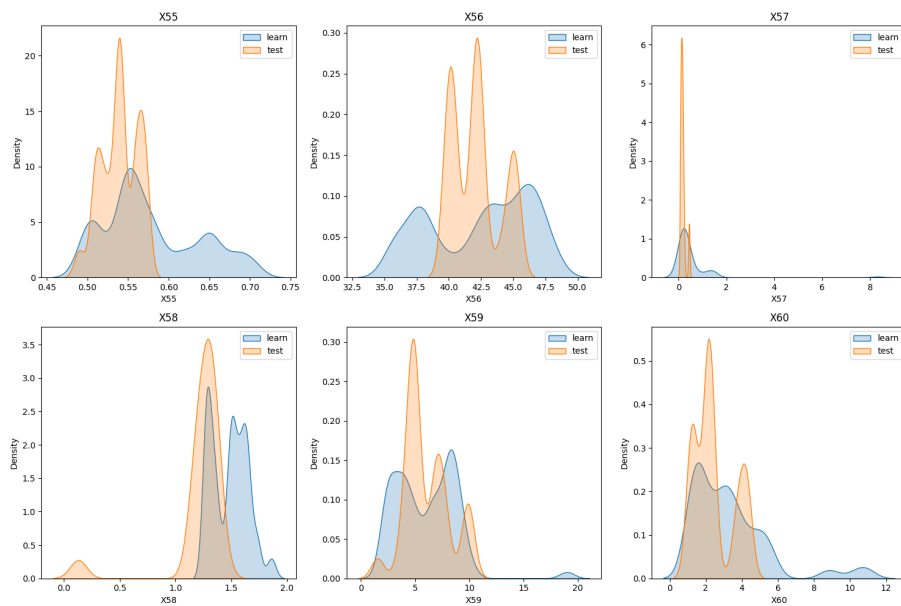 X55
learn
test
Density
20
15
10
5
0
0.45 0.50 0.55 0.60 0.65 0.70 0.75
X55
X56
learn
test
Density
0.30
0.25
0.20
0.15
0.10
0.05
0.00
32.5 35.0 37.5 40.0 42.5 45.0 47.5 50.0
X56
X57
learn
test
Density
6
5
4
3
2
1
0
0 2 4 6 8
X57
X58
learn
test
Density
3.5
3.0
2.5
2.0
1.5
1.0
0.5
0.0
0.0 0.5 1.0 1.5 2.0
X58
X59
learn
test
Density
0.30
0.25
0.20
0.15
0.10
0.05
0.00
0 5 10 15 20
X59
X60
learn
test
Density
0.5
0.4
0.3
0.2
0.1
0.0
0 2 4 6 8 10 12
X60